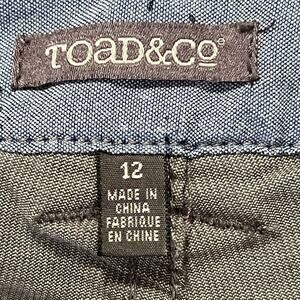 TOAD&CO®
12
MADE IN
CHINA
FABRIQUE
EN CHINE